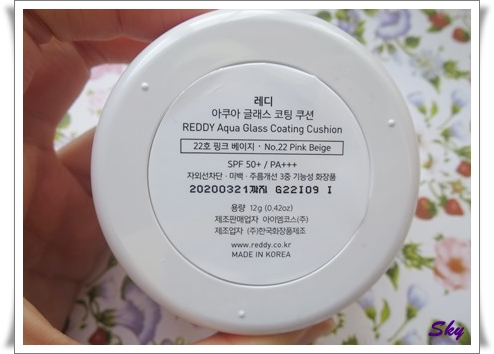 레디
아쿠아 글래스 코팅 쿠션
REDDY Aqua Glass Coating Cushion
22호 핑크 베이지 · No,22 Pink Beige
SPF 50+ / PA+++
자외선차단 · 미백 · 주름개선 3중 기능성 화장품
20200321까지 G22I09 I
용량 12g (0.42oz)
제조판매업자 아이엠코스(주)
제조업자 (주)한국화장품제조
www.reddy.co.kr
MADE IN KOREA
Sky